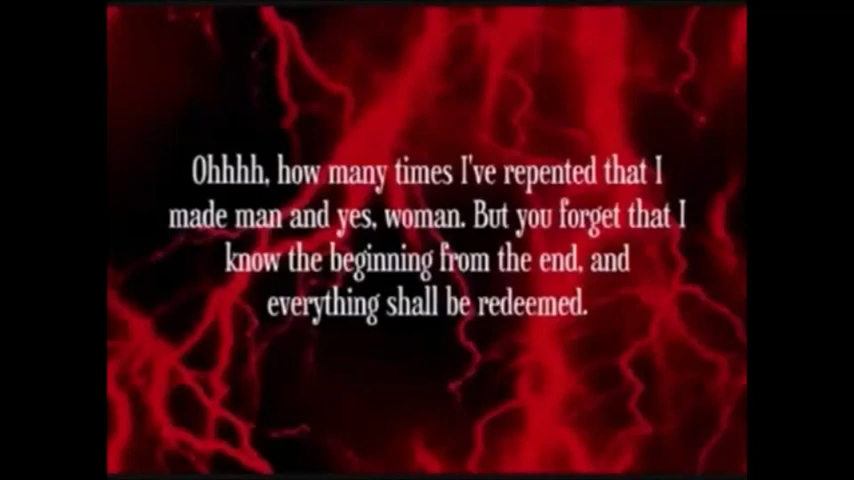 Ohhhh, how many times I've repented that I
made man and yes, woman. But you forget that I
know the beginning from the end, and
everything shall be redeemed.